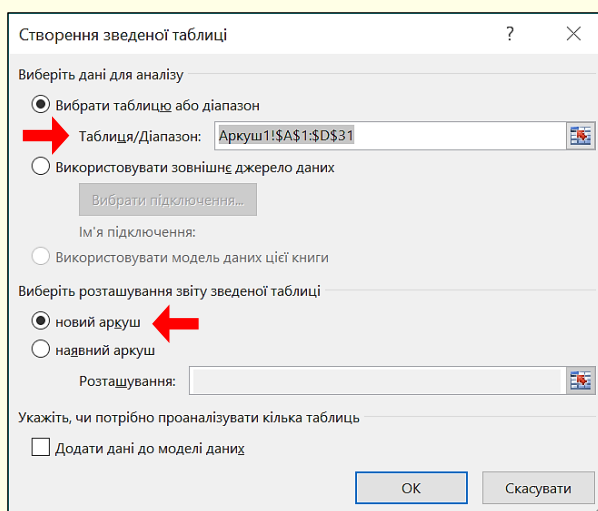 Створення зведеної таблиці
?
Виберіть дані для аналізу
Вибрати таблицю або діапазон
Таблиця/Діапазон: Аркуш1!$A$1:$D$31
Використовувати зовнішнє джерело даних
Вибрати підключення...
Ім'я підключення:
Використовувати модель даних цієї книги
Виберіть розташування звіту зведеної таблиці
новий аркуш
наявний аркуш
Розташування:
Укажіть, чи потрібно проаналізувати кілька таблиць
Додати дані до моделі даних
ОК Скасувати